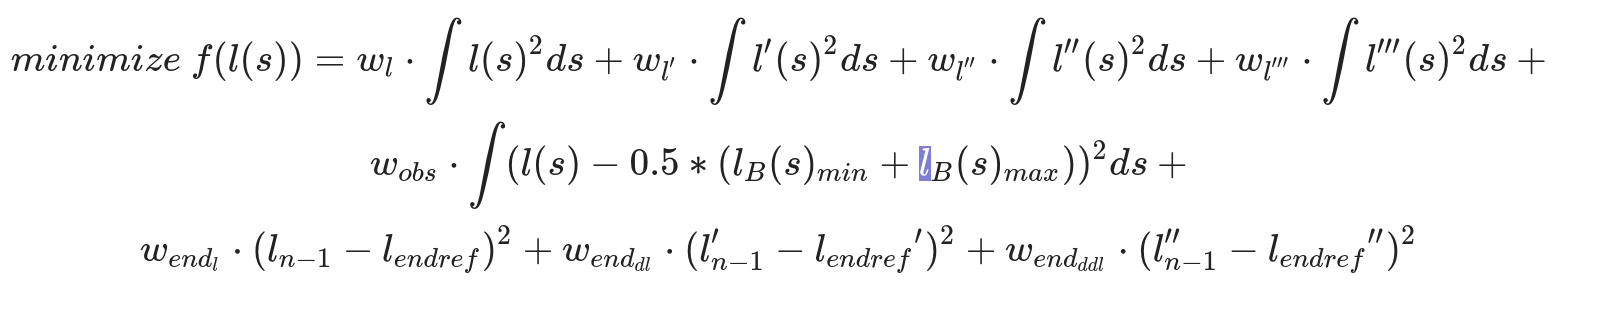 minimize f(l(s)) = w_l · ∫ l(s)² ds + w_{l′} · ∫ l′(s)² ds + w_{l″} · ∫ l″(s)² ds + w_{l‴} · ∫ l‴(s)² ds +
w_{obs} · ∫ (l(s) − 0.5 * (l_B(s)_{min} + l_B(s)_{max}))² ds +
w_{end_l} · (l_{n−1} − l_{endref})² + w_{end_{dl}} · (l′_{n−1} − l_{endref}′)² + w_{end_{ddl}} · (l″_{n−1} − l_{endref}″)²